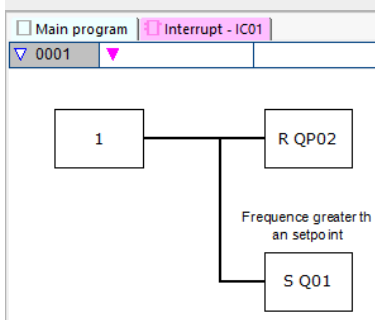 Main program Interrupt - IC01
0001
1 R QP02
Frequence greater th
an setpoint
S Q01